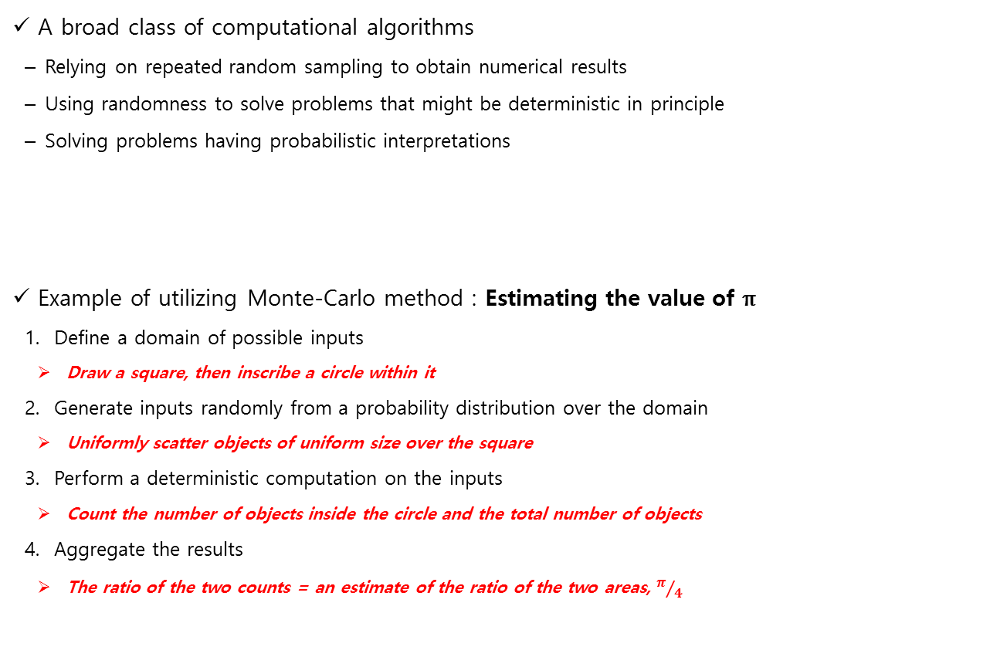 ✓ A broad class of computational algorithms
– Relying on repeated random sampling to obtain numerical results
– Using randomness to solve problems that might be deterministic in principle
– Solving problems having probabilistic interpretations
✓ Example of utilizing Monte-Carlo method : Estimating the value of π
1. Define a domain of possible inputs
➢ Draw a square, then inscribe a circle within it
2. Generate inputs randomly from a probability distribution over the domain
➢ Uniformly scatter objects of uniform size over the square
3. Perform a deterministic computation on the inputs
➢ Count the number of objects inside the circle and the total number of objects
4. Aggregate the results
➢ The ratio of the two counts = an estimate of the ratio of the two areas, π/4